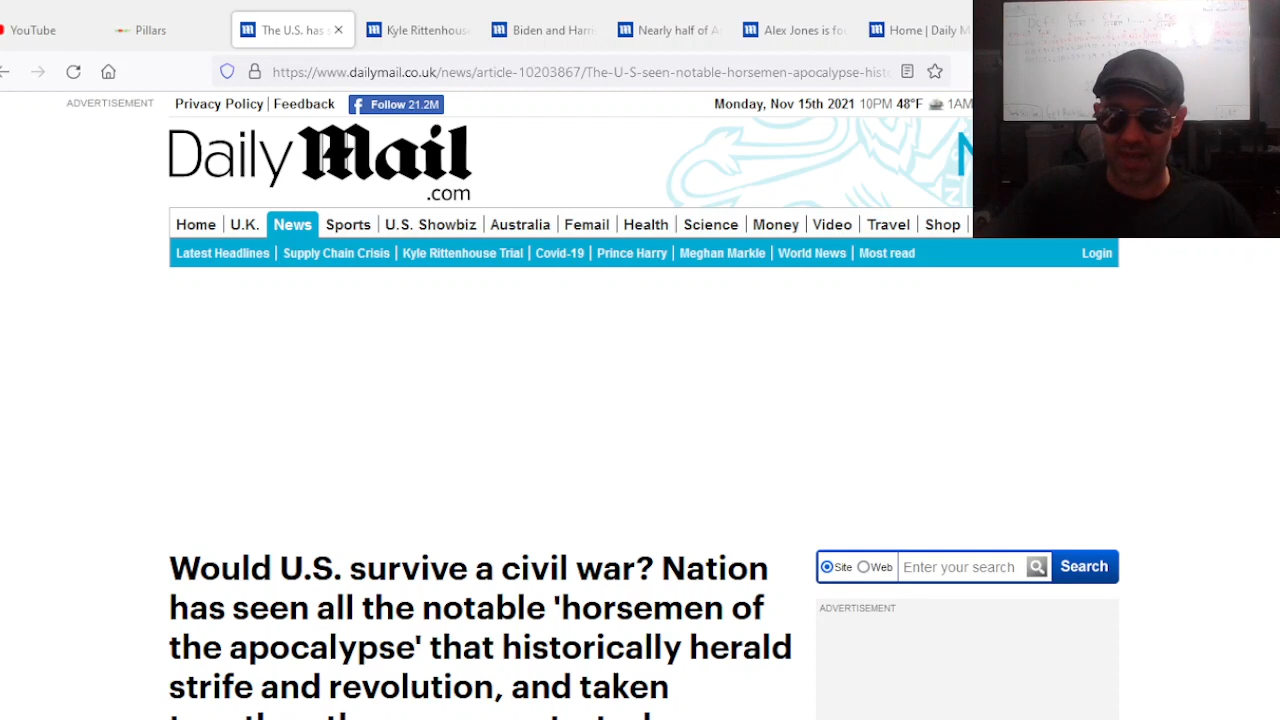 YouTube
Pillars
The U.S. has
Kyle Rittenhous
Biden and Harri
Nearly half of A
Alex Jones is fo
Home | Daily M
https://www.dailymail.co.uk/news/article-10203867/The-U-S-seen-notable-horsemen-apocalypse-hist
ADVERTISEMENT
Privacy Policy | Feedback
Follow 21.2M
Monday, Nov 15th 2021 10PM 48°F 1AM
Daily Mail
.com
Home U.K. News Sports U.S. Showbiz Australia Femail Health Science Money Video Travel Shop
Latest Headlines Supply Chain Crisis Kyle Rittenhouse Trial Covid-19 Prince Harry Meghan Markle World News Most read Login
Would U.S. survive a civil war? Nation
has seen all the notable 'horsemen of
the apocalypse' that historically herald
strife and revolution, and taken
Site Web Enter your search Search
ADVERTISEMENT